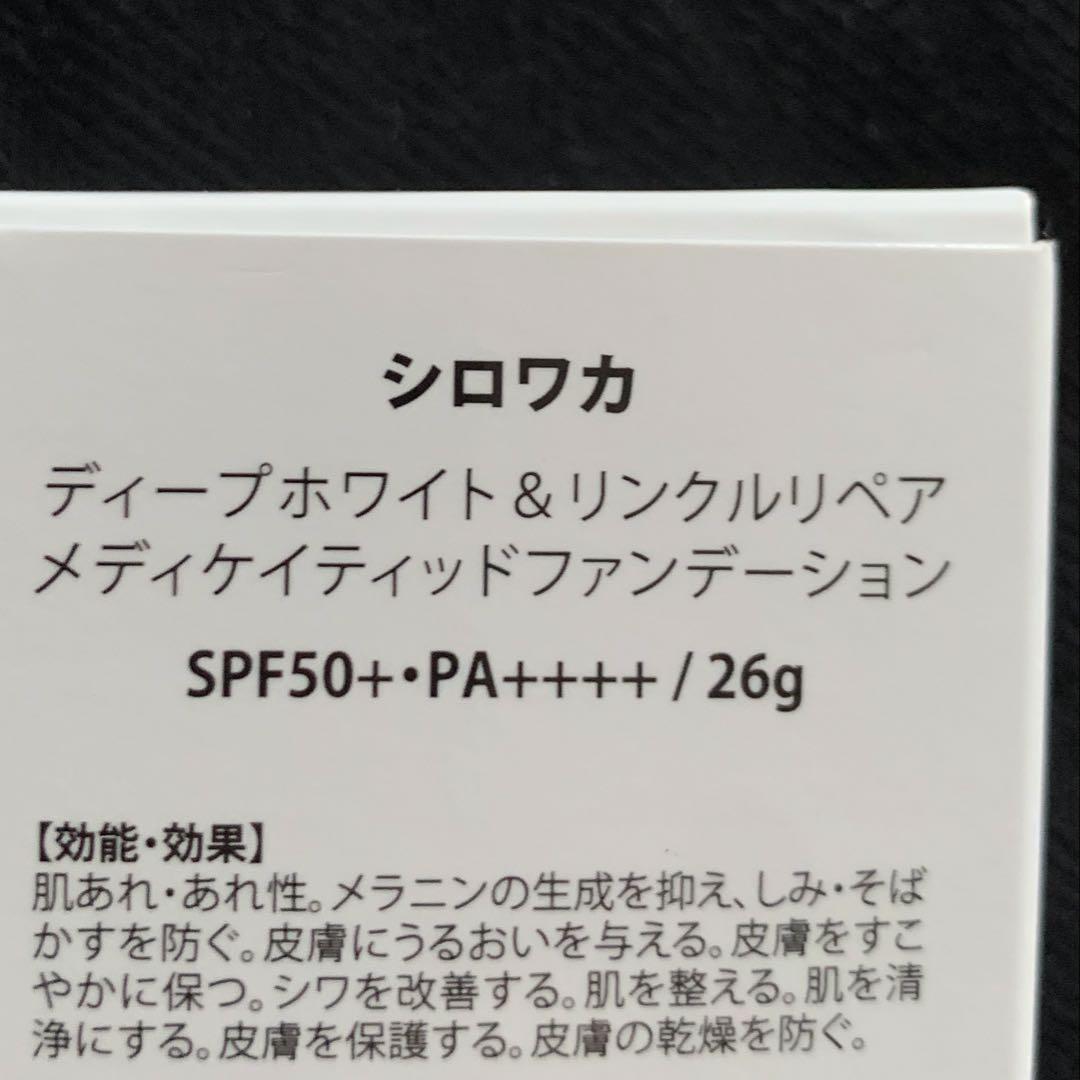 シロワカ
ディープホワイト&リンクルリペア
メディケイティッドファンデーション
SPF50+・PA++++ / 26g
【効能・効果】
肌あれ・あれ性。メラニンの生成を抑え、しみ・そば
かすを防ぐ。皮膚にうるおいを与える。皮膚をすこ
やかに保つ。シワを改善する。肌を整える。肌を清
浄にする。皮膚を保護する。皮膚の乾燥を防ぐ。